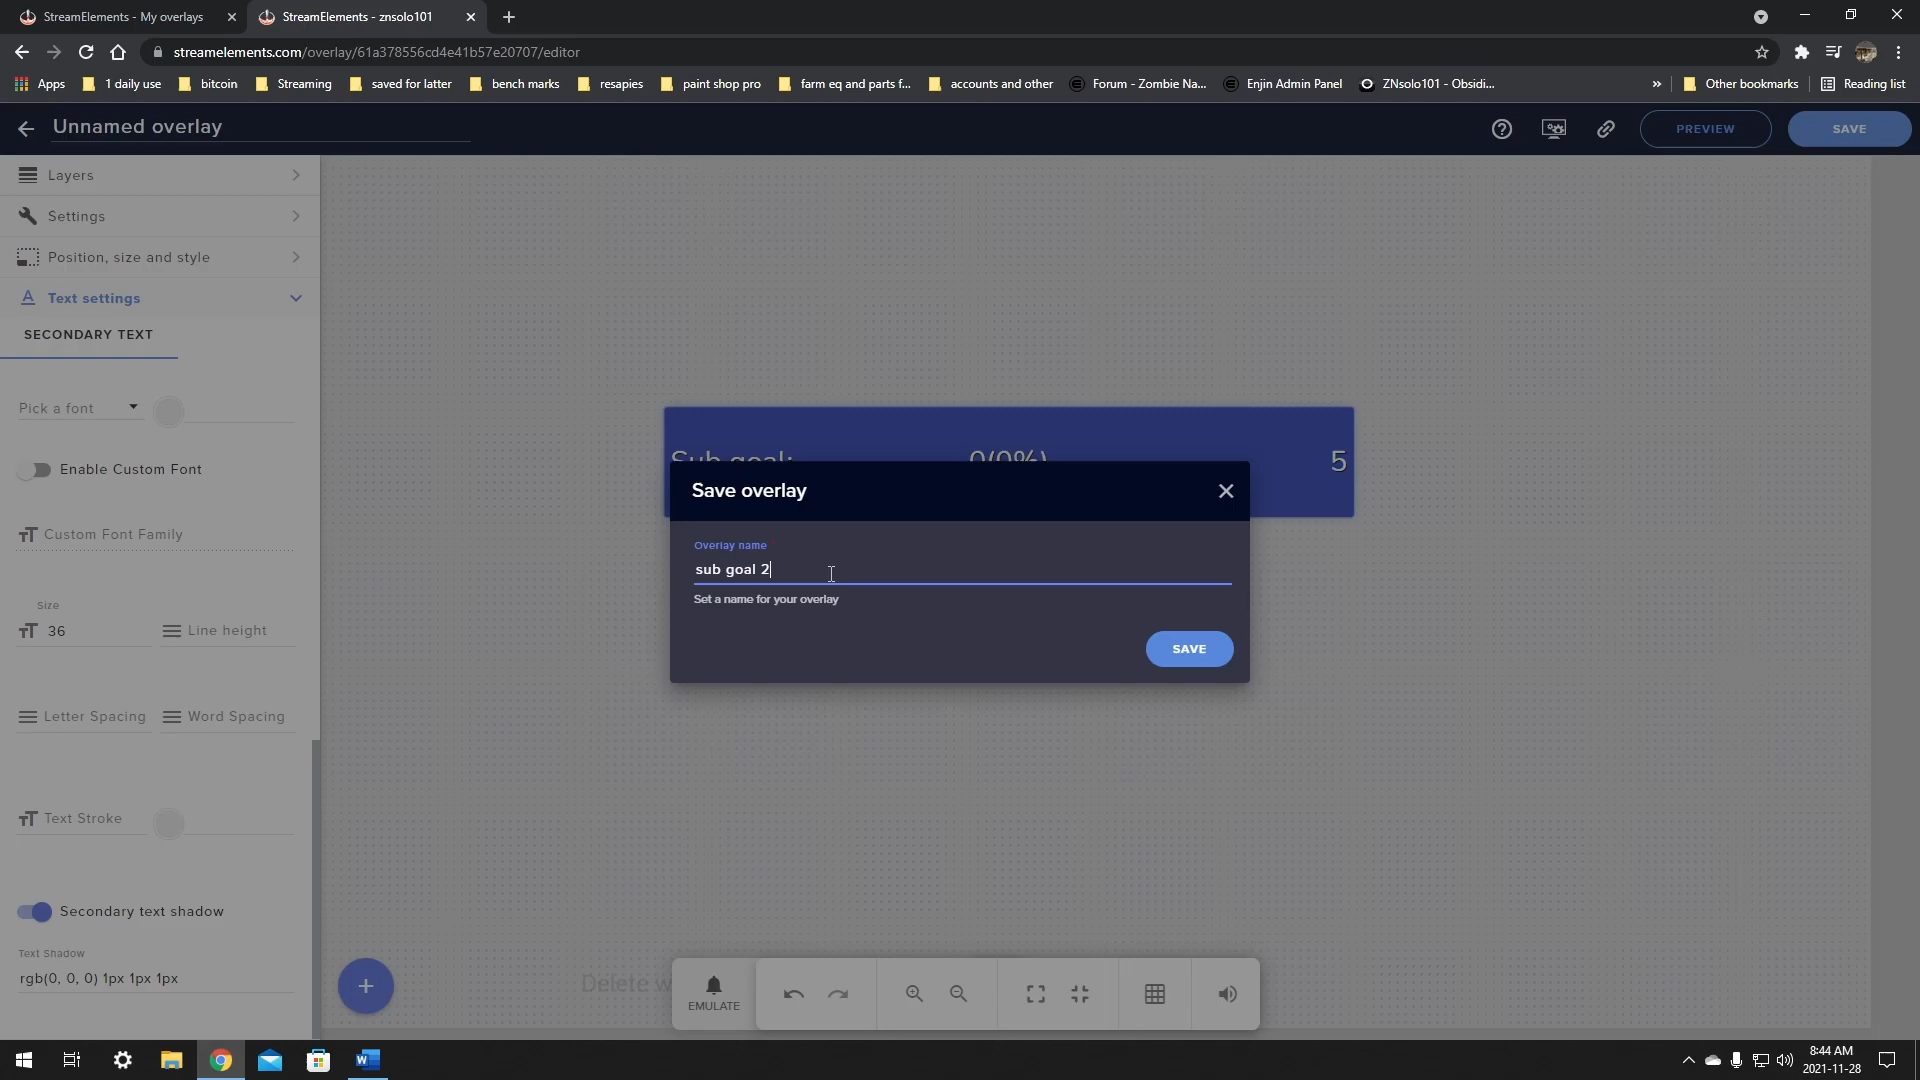 StreamElements - My overlays
StreamElements - znsolo101
streamelements.com/overlay/61a378556cd4e41b57e20707/editor
Apps
1 daily use
bitcoin
Streaming
saved for latter
bench marks
resapies
paint shop pro
farm eq and parts f...
accounts and other
Forum - Zombie Na...
Enjin Admin Panel
ZNsolo101 - Obsidi...
»
Other bookmarks
Reading list
Unnamed overlay
PREVIEW
SAVE
Layers
Settings
Position, size and style
Text settings
SECONDARY TEXT
Pick a font
Enable Custom Font
Custom Font Family
Size
36
Line height
Letter Spacing
Word Spacing
Text Stroke
Secondary text shadow
Text Shadow
rgb(0, 0, 0) 1px 1px 1px
Sub goal:
0(0%)
5
Save overlay
Overlay name
sub goal 2
Set a name for your overlay
SAVE
Delete w
EMULATE
8:44 AM
2021-11-28